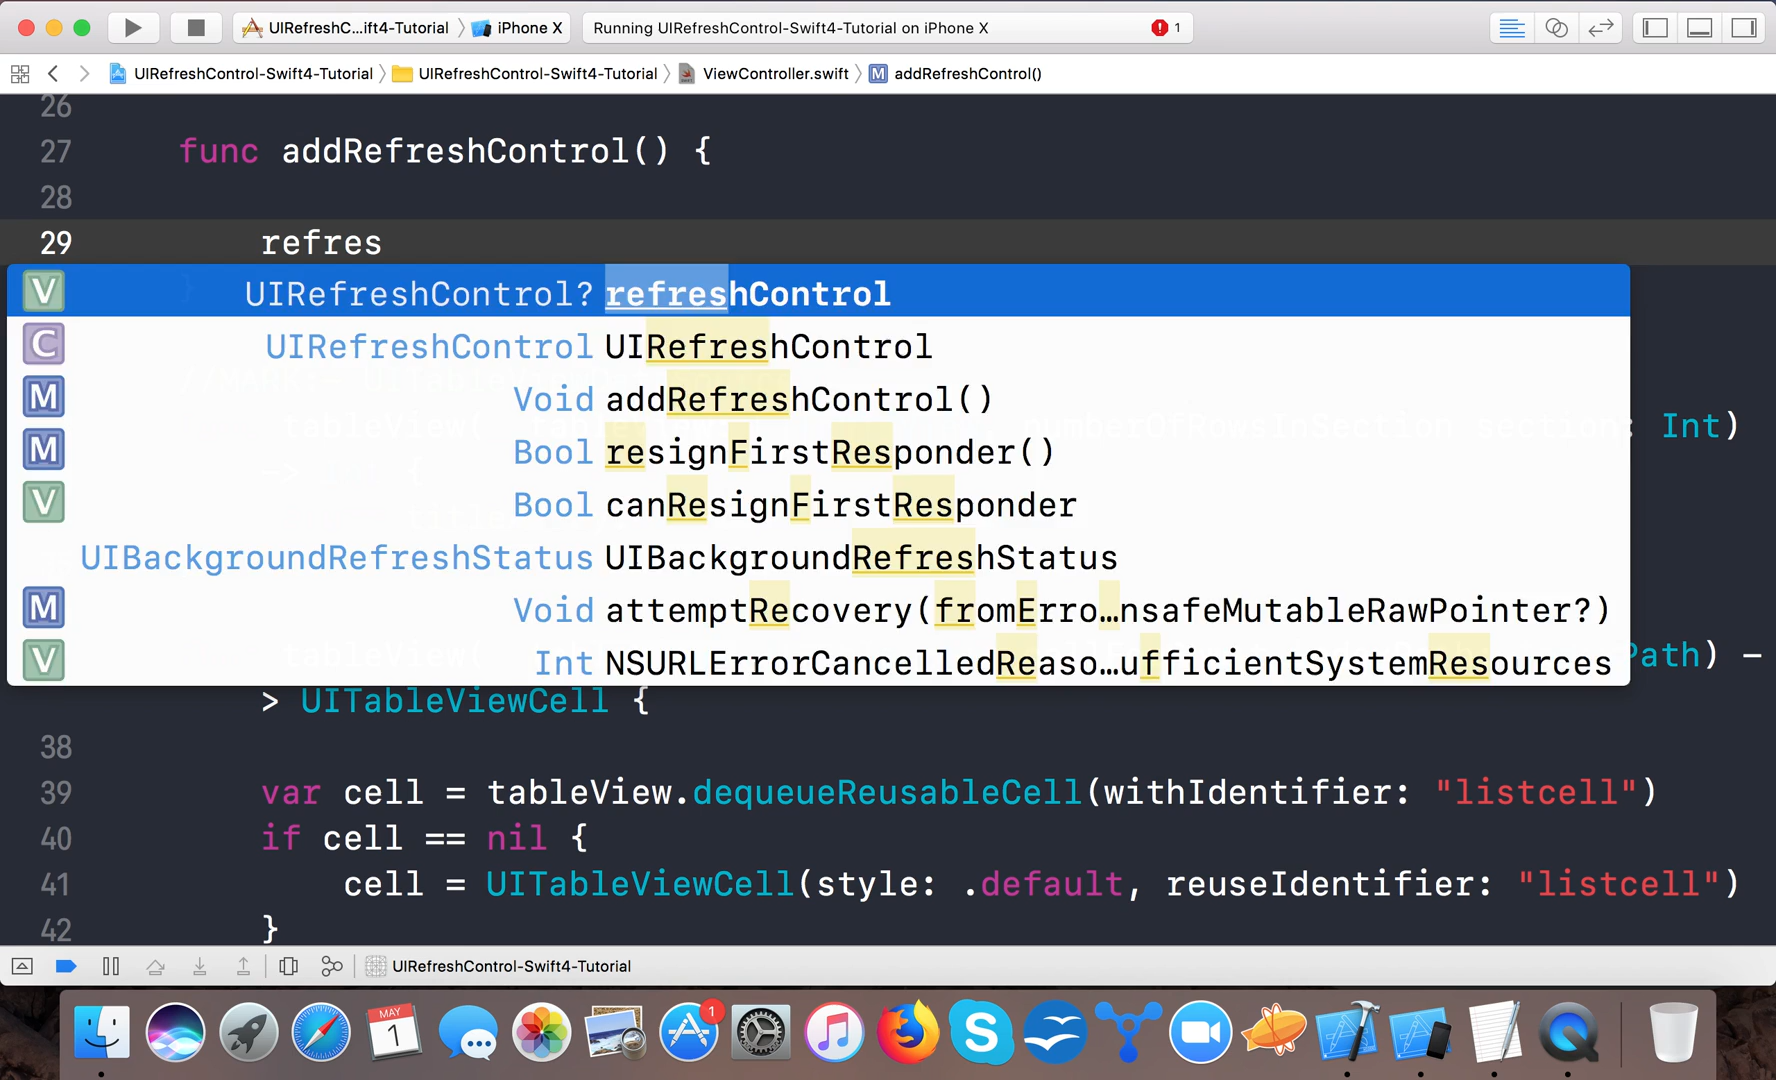 UIRefreshC...ift4-Tutorial iPhone X Running UIRefreshControl-Swift4-Tutorial on iPhone X 1
UIRefreshControl-Swift4-Tutorial UIRefreshControl-Swift4-Tutorial ViewController.swift M addRefreshControl()
26
27 func addRefreshControl() {
28
29 refres
V UIRefreshControl? refreshControl
C UIRefreshControl UIRefreshControl
M Void addRefreshControl()
M Bool resignFirstResponder()
V Bool canResignFirstResponder
UIBackgroundRefreshStatus UIBackgroundRefreshStatus
M Void attemptRecovery(fromErro…nsafeMutableRawPointer?)
V Int NSURLErrorCancelledReaso…ufficientSystemResources
numberOfRowsInSection section: Int)
Path) -
> UITableViewCell {
38
39 var cell = tableView.dequeueReusableCell(withIdentifier: "listcell")
40 if cell == nil {
41 cell = UITableViewCell(style: .default, reuseIdentifier: "listcell")
42 }
UIRefreshControl-Swift4-Tutorial
MAY
1
1
S